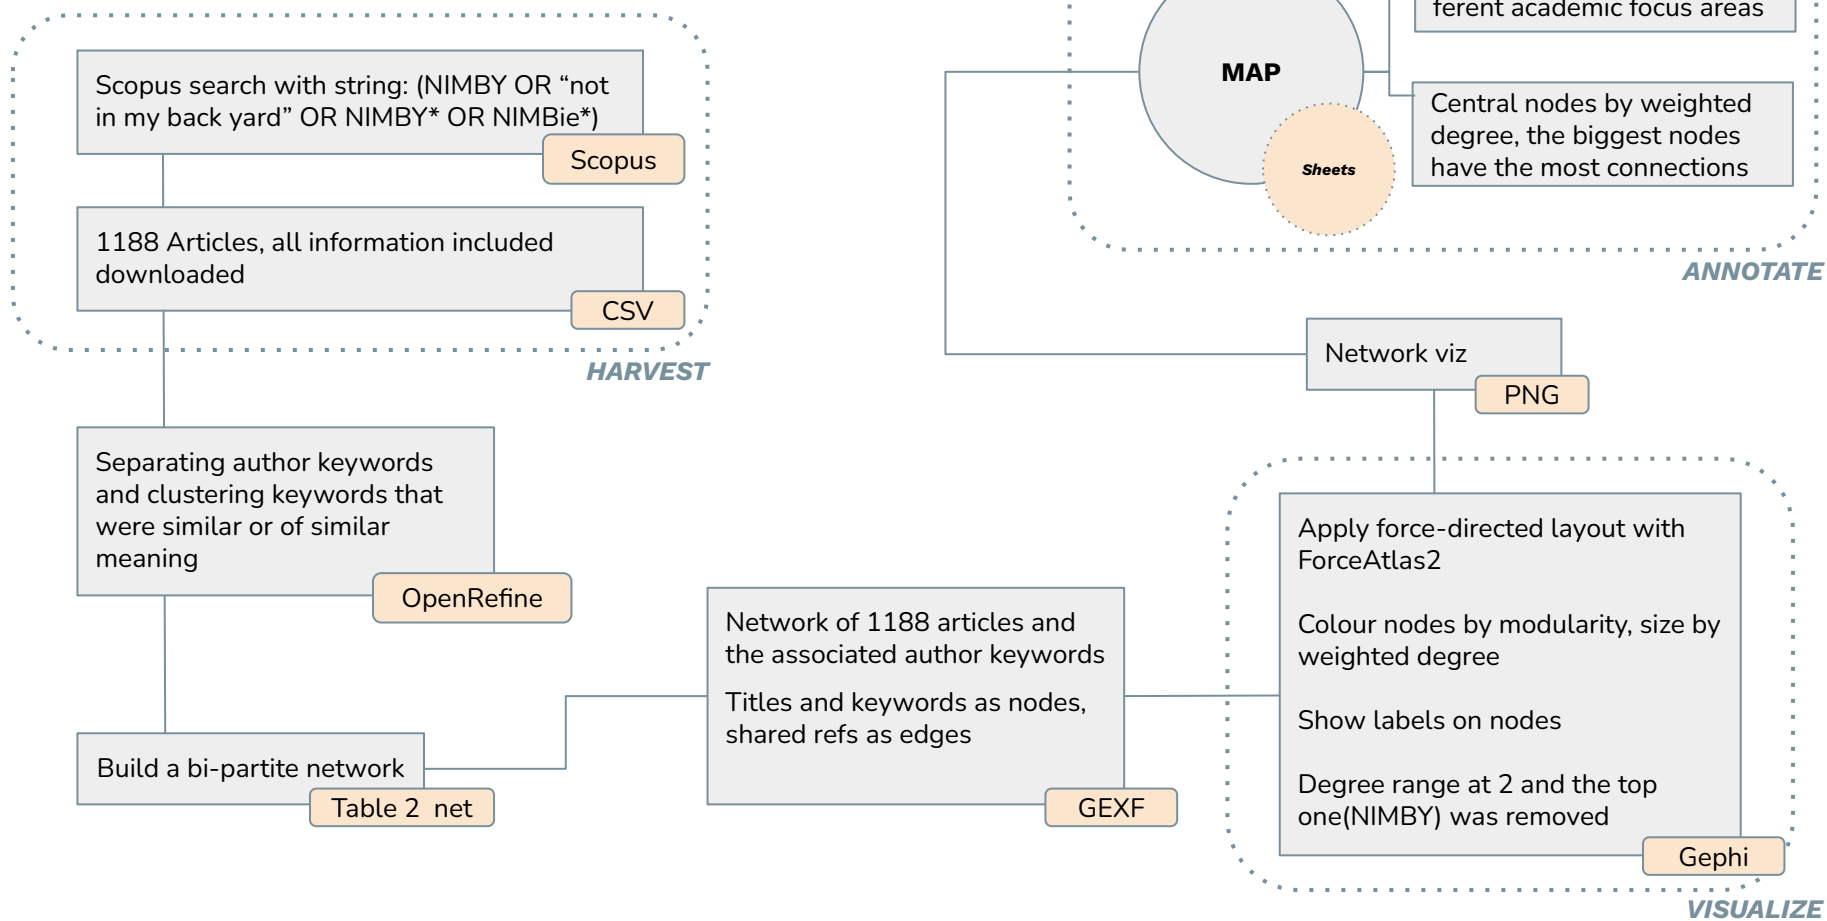 Scopus search with string: (NIMBY OR “not
in my back yard” OR NIMBY* OR NIMBie*)
Scopus
1188 Articles, all information included
downloaded
CSV
HARVEST
Separating author keywords
and clustering keywords that
were similar or of similar
meaning
OpenRefine
Build a bi-partite network
Table 2  net
Network of 1188 articles and
the associated author keywords
Titles and keywords as nodes,
shared refs as edges
GEXF
Apply force-directed layout with
ForceAtlas2
Colour nodes by modularity, size by
weighted degree
Show labels on nodes
Degree range at 2 and the top
one(NIMBY) was removed
Gephi
VISUALIZE
Network viz
PNG
MAP
Sheets
ferent academic focus areas
Central nodes by weighted
degree, the biggest nodes
have the most connections
ANNOTATE